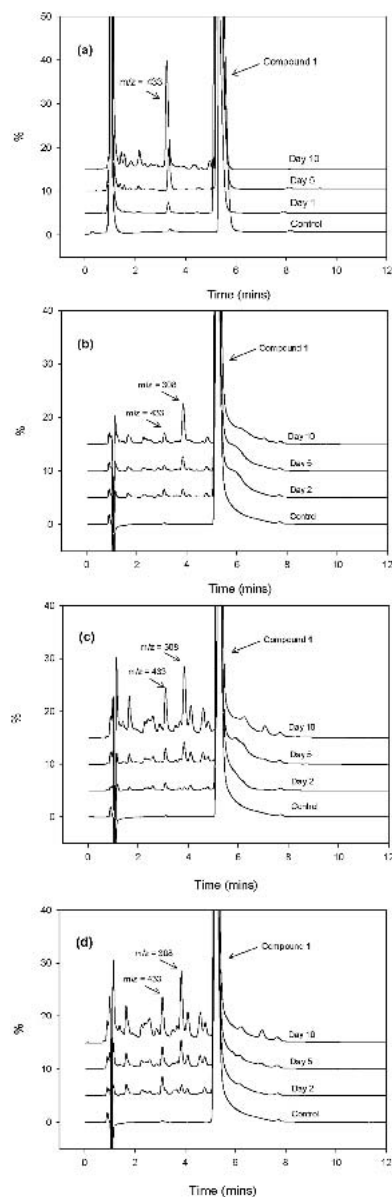 50
(a)
m/z = 433
Compound 1
40
30
%
20
Day 10
10
Day 5
Day 1
0
Control
0 2 4 6 8 10 12
Time (mins)
40
(b)
Compound 1
30
m/z = 308
m/z = 433
20
%
Day 10
10
Day 5
Day 2
0
Control
0 2 4 6 8 10 12
Time (mins)
40
(c)
Compound 1
m/z = 308
30
m/z = 433
20
%
Day 10
10
Day 5
Day 2
0
Control
0 2 4 6 8 10 12
Time (mins)
40
(d)
m/z = 308
Compound 1
30
m/z = 433
20
%
Day 10
10
Day 5
Day 2
0
Control
0 2 4 6 8 10 12
Time (mins)